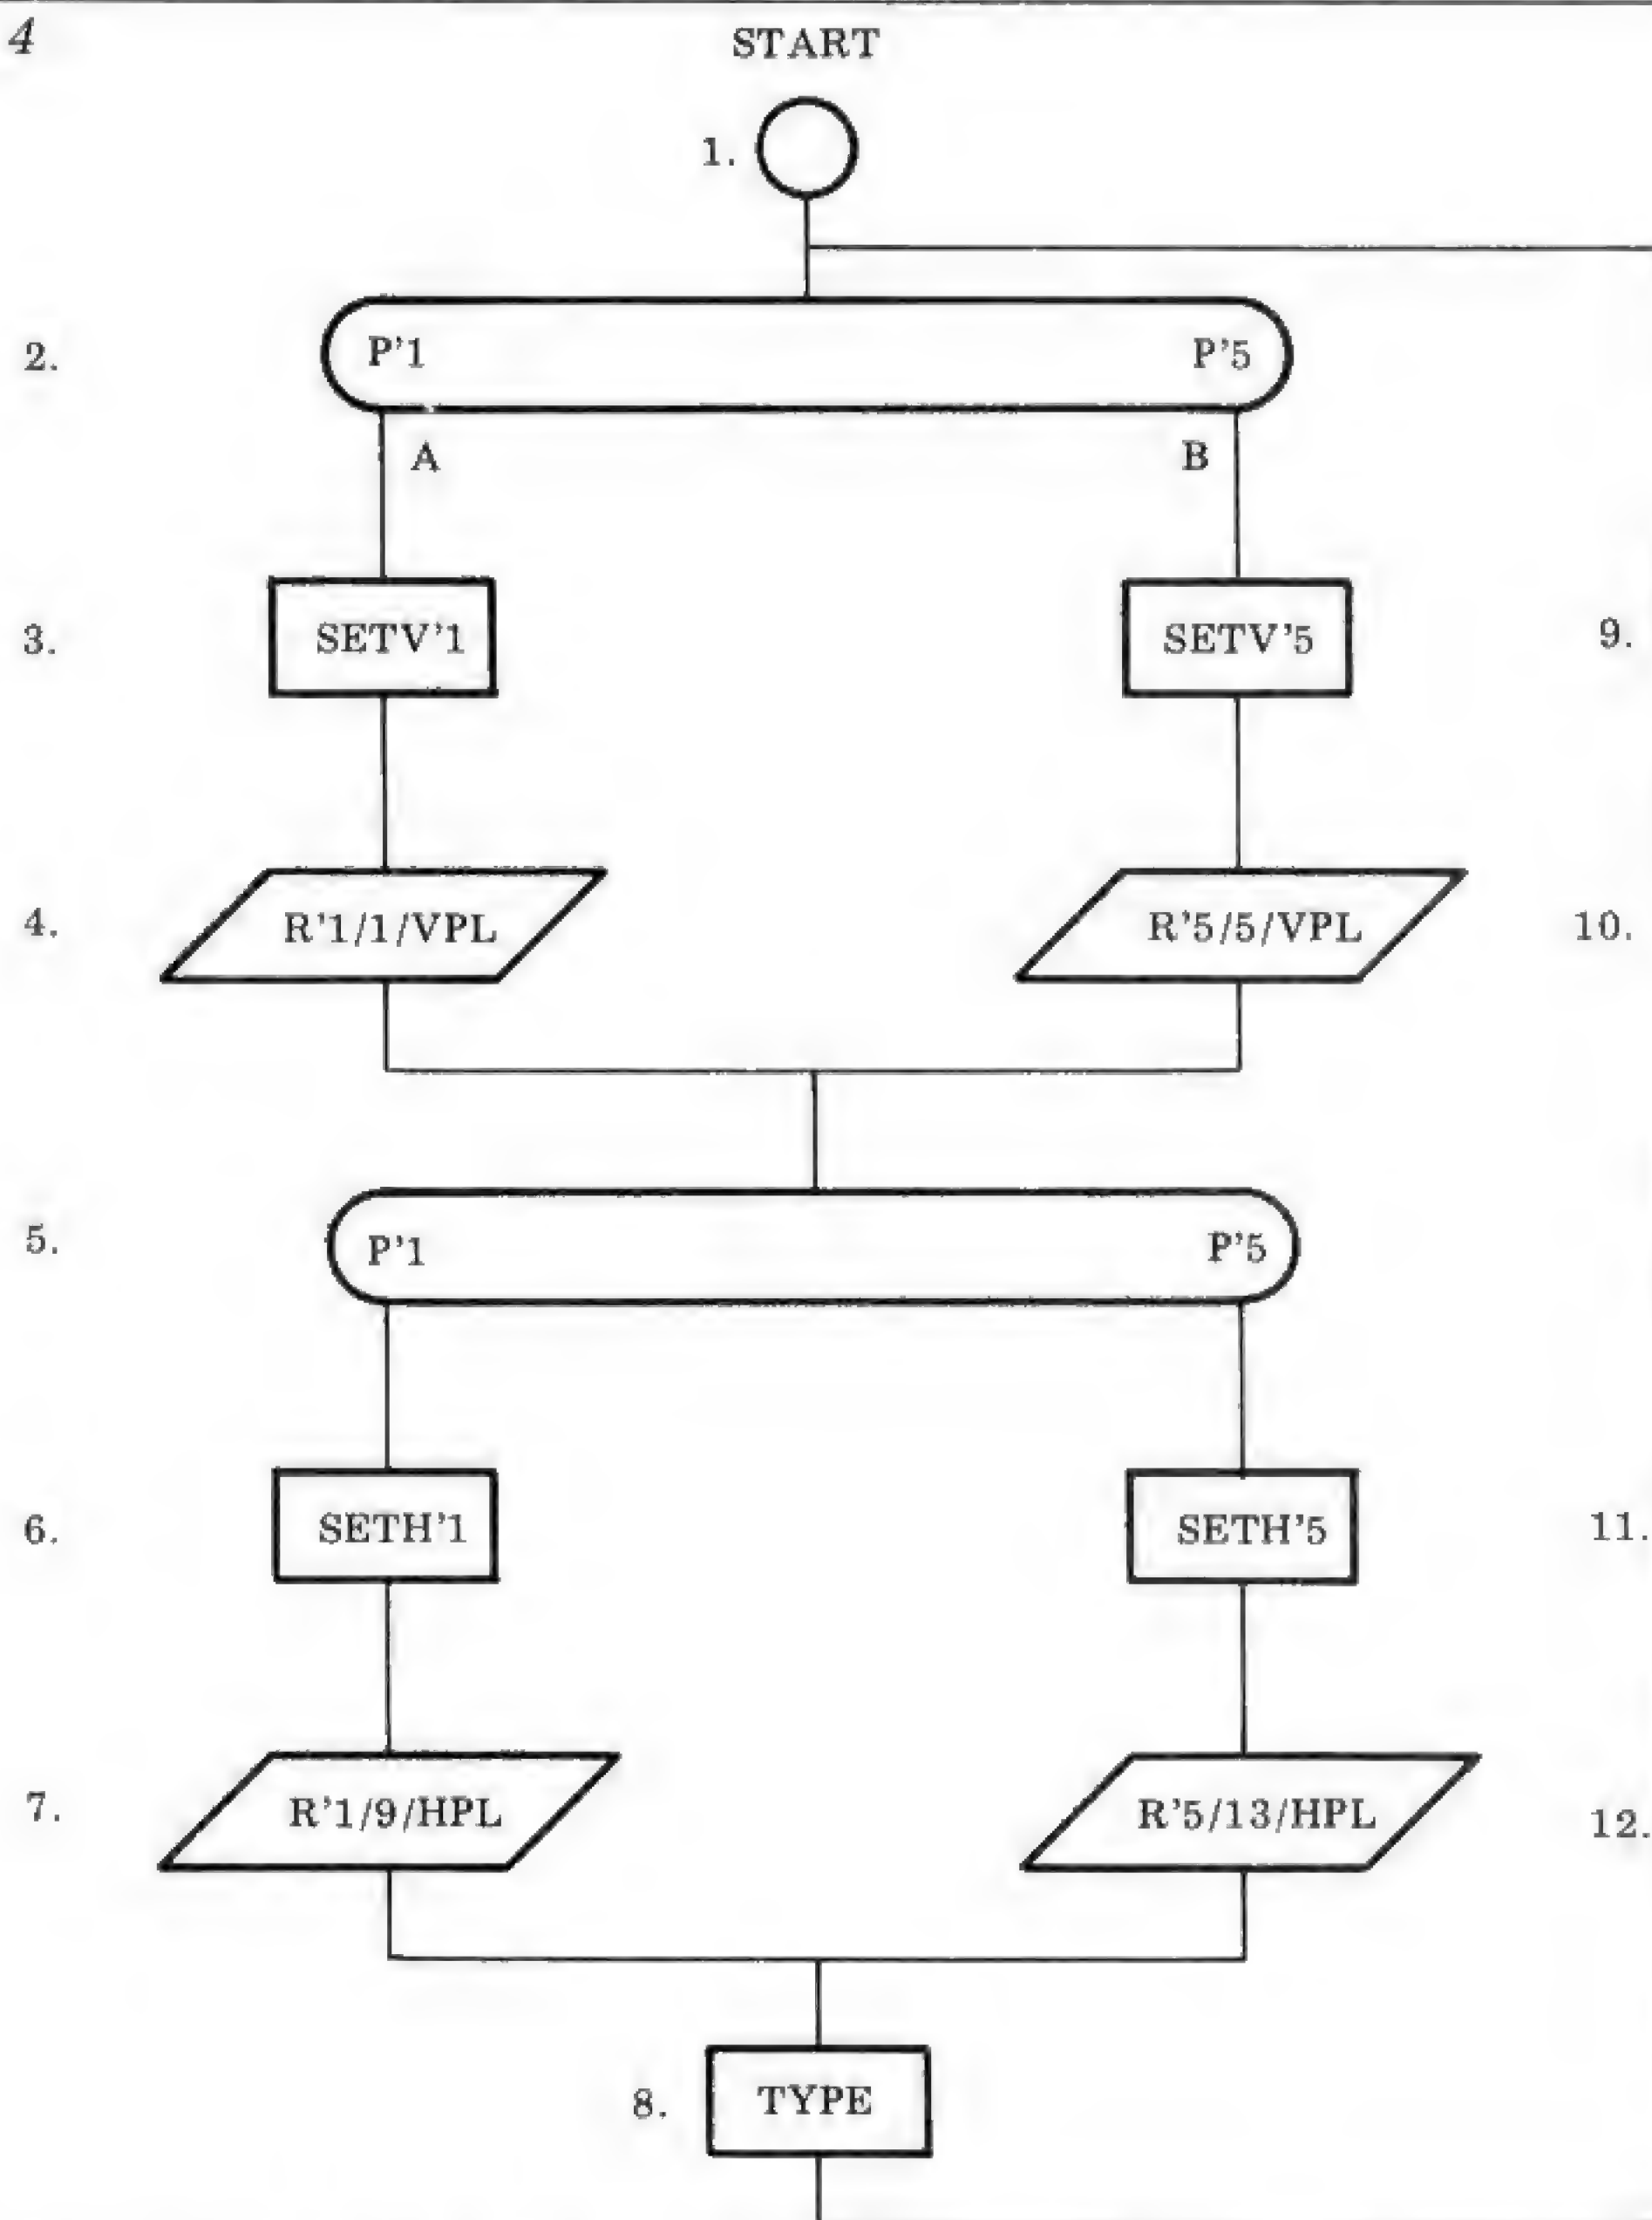 4
START
1.
2. P'1 P'5
A B
3. SETV'1 SETV'5 9.
4. R'1/1/VPL R'5/5/VPL 10.
5. P'1 P'5
6. SETH'1 SETH'5 11.
7. R'1/9/HPL R'5/13/HPL 12.
8. TYPE